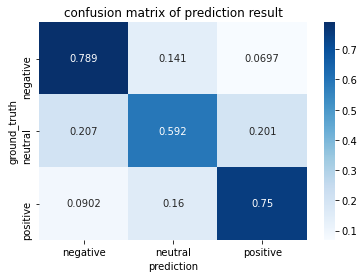 confusion matrix of prediction result
ground_truth
negative
0.789 0.141 0.0697
neutral
0.207 0.592 0.201
positive
0.0902 0.16 0.75
negative neutral positive
prediction
0.7
0.6
0.5
0.4
0.3
0.2
0.1